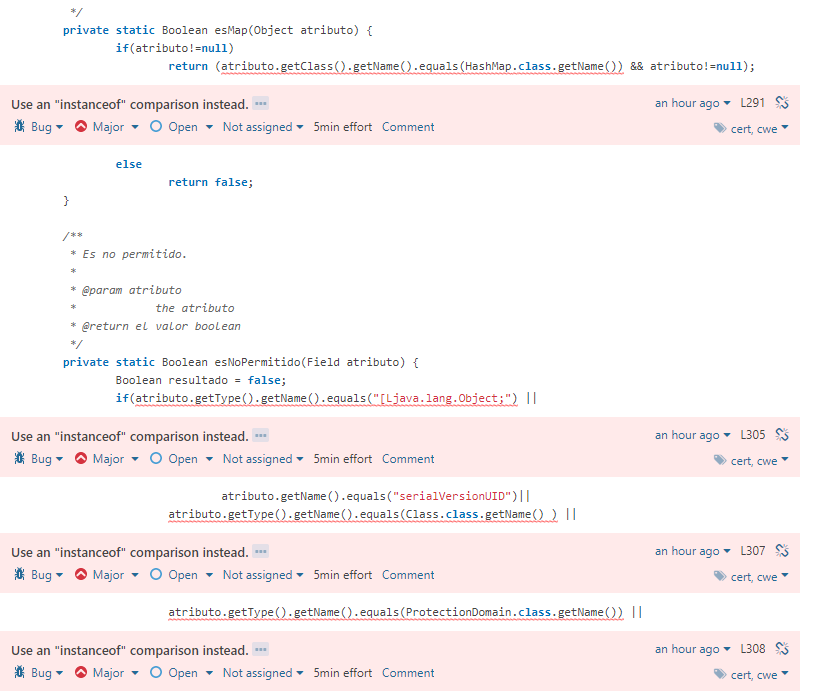 */
private static Boolean esMap(Object atributo) {
if(atributo!=null)
return (atributo.getClass().getName().equals(HashMap.class.getName()) && atributo!=null);
Use an "instanceof" comparison instead. ••• an hour ago L291
Bug Major Open Not assigned 5min effort Comment cert, cwe
else
return false;
}
/**
* Es no permitido.
*
* @param atributo
* the atributo
* @return el valor boolean
*/
private static Boolean esNoPermitido(Field atributo) {
Boolean resultado = false;
if(atributo.getType().getName().equals("[Ljava.lang.Object;") ||
Use an "instanceof" comparison instead. ••• an hour ago L305
Bug Major Open Not assigned 5min effort Comment cert, cwe
atributo.getName().equals("serialVersionUID")||
atributo.getType().getName().equals(Class.class.getName() ) ||
Use an "instanceof" comparison instead. ••• an hour ago L307
Bug Major Open Not assigned 5min effort Comment cert, cwe
atributo.getType().getName().equals(ProtectionDomain.class.getName()) ||
Use an "instanceof" comparison instead. ••• an hour ago L308
Bug Major Open Not assigned 5min effort Comment cert, cwe